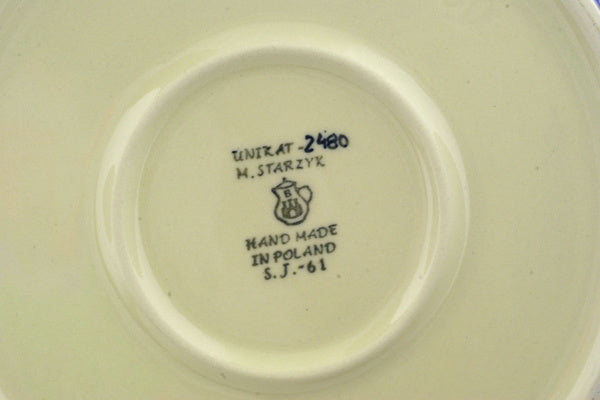 UNIKAT -2480
M. STARZYK
B
HAND MADE
IN POLAND
S.J.-61